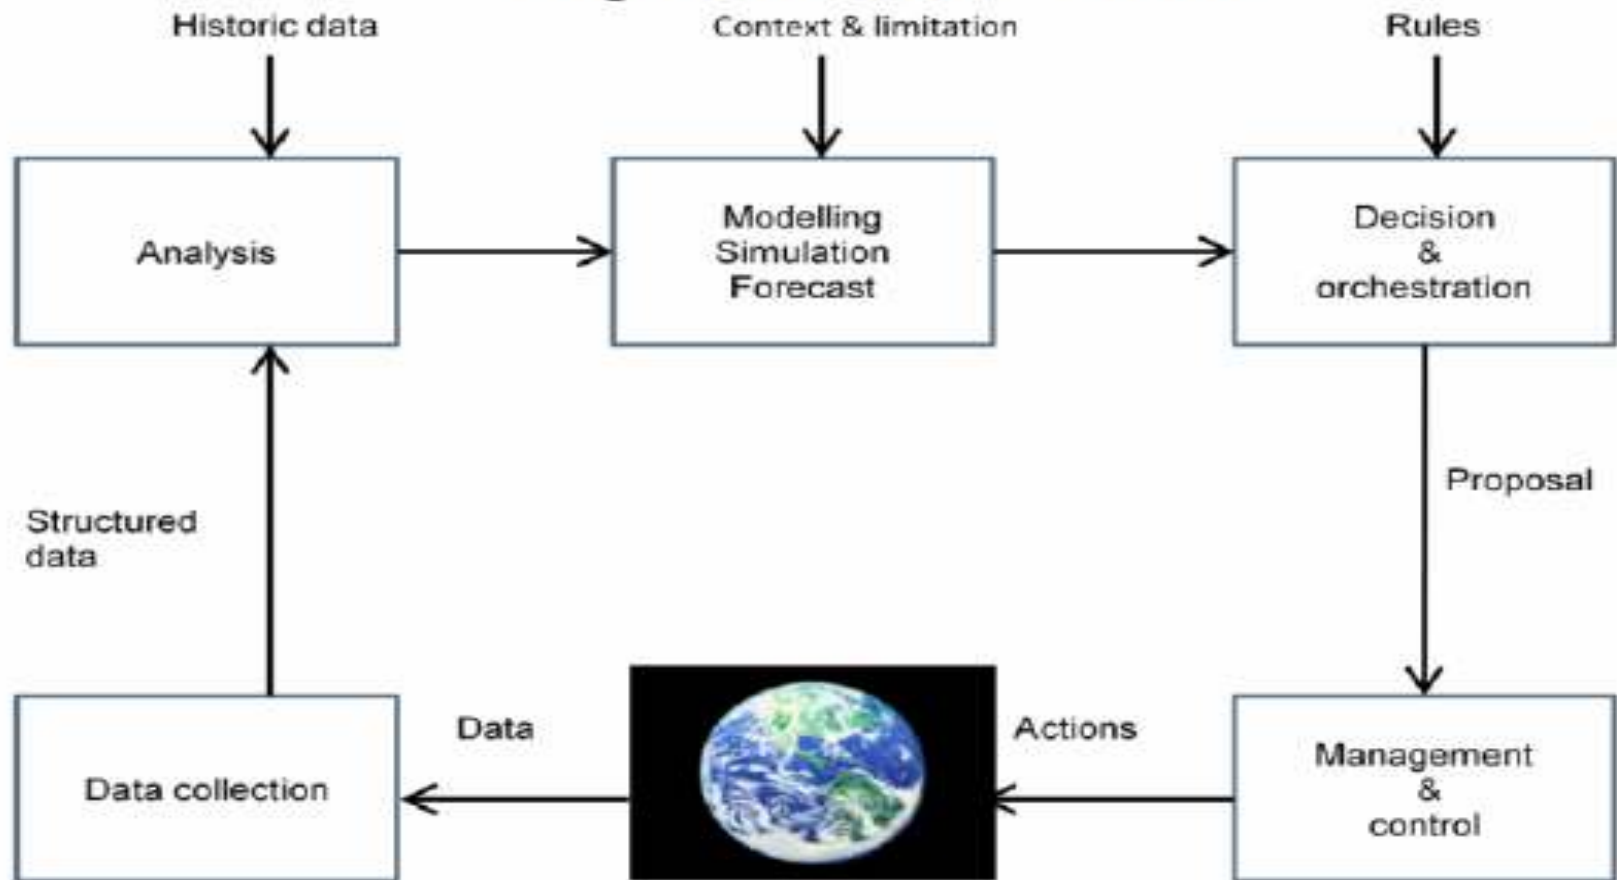 Historic data
Context & limitation
Rules
Analysis
Modelling
Simulation
Forecast
Decision
&
orchestration
Structured
data
Proposal
Data collection
Data
Actions
Management
&
control